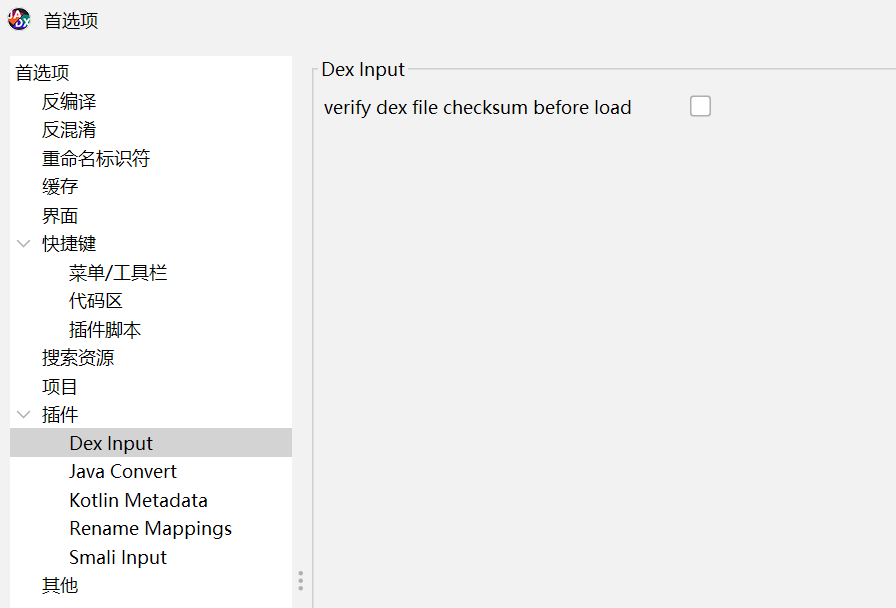 首选项
首选项
反编译
反混淆
重命名标识符
缓存
界面
快捷键
菜单/工具栏
代码区
插件脚本
搜索资源
项目
插件
Dex Input
Java Convert
Kotlin Metadata
Rename Mappings
Smali Input
其他
Dex Input
verify dex file checksum before load